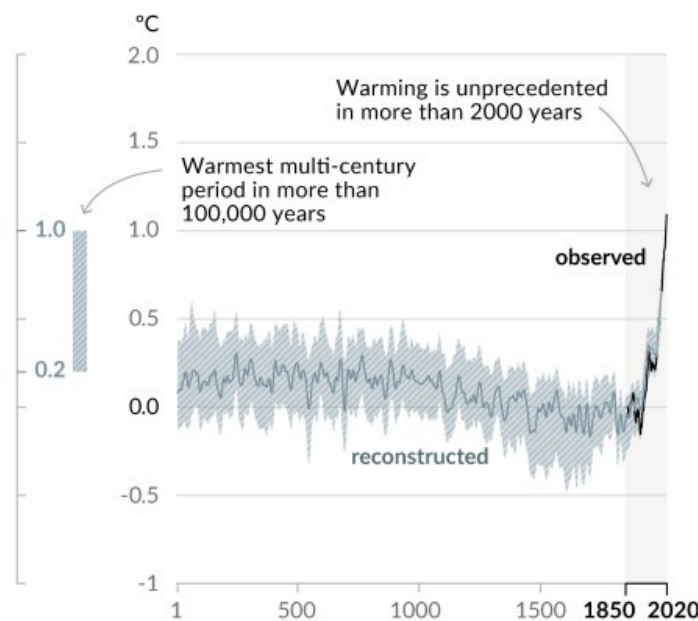 °C
2.0
Warming is unprecedented
in more than 2000 years
1.5
Warmest multi-century
period in more than
100,000 years
1.0
1.0
observed
0.5
0.2
0.0
reconstructed
-0.5
-1
1 500 1000 1500 1850 2020